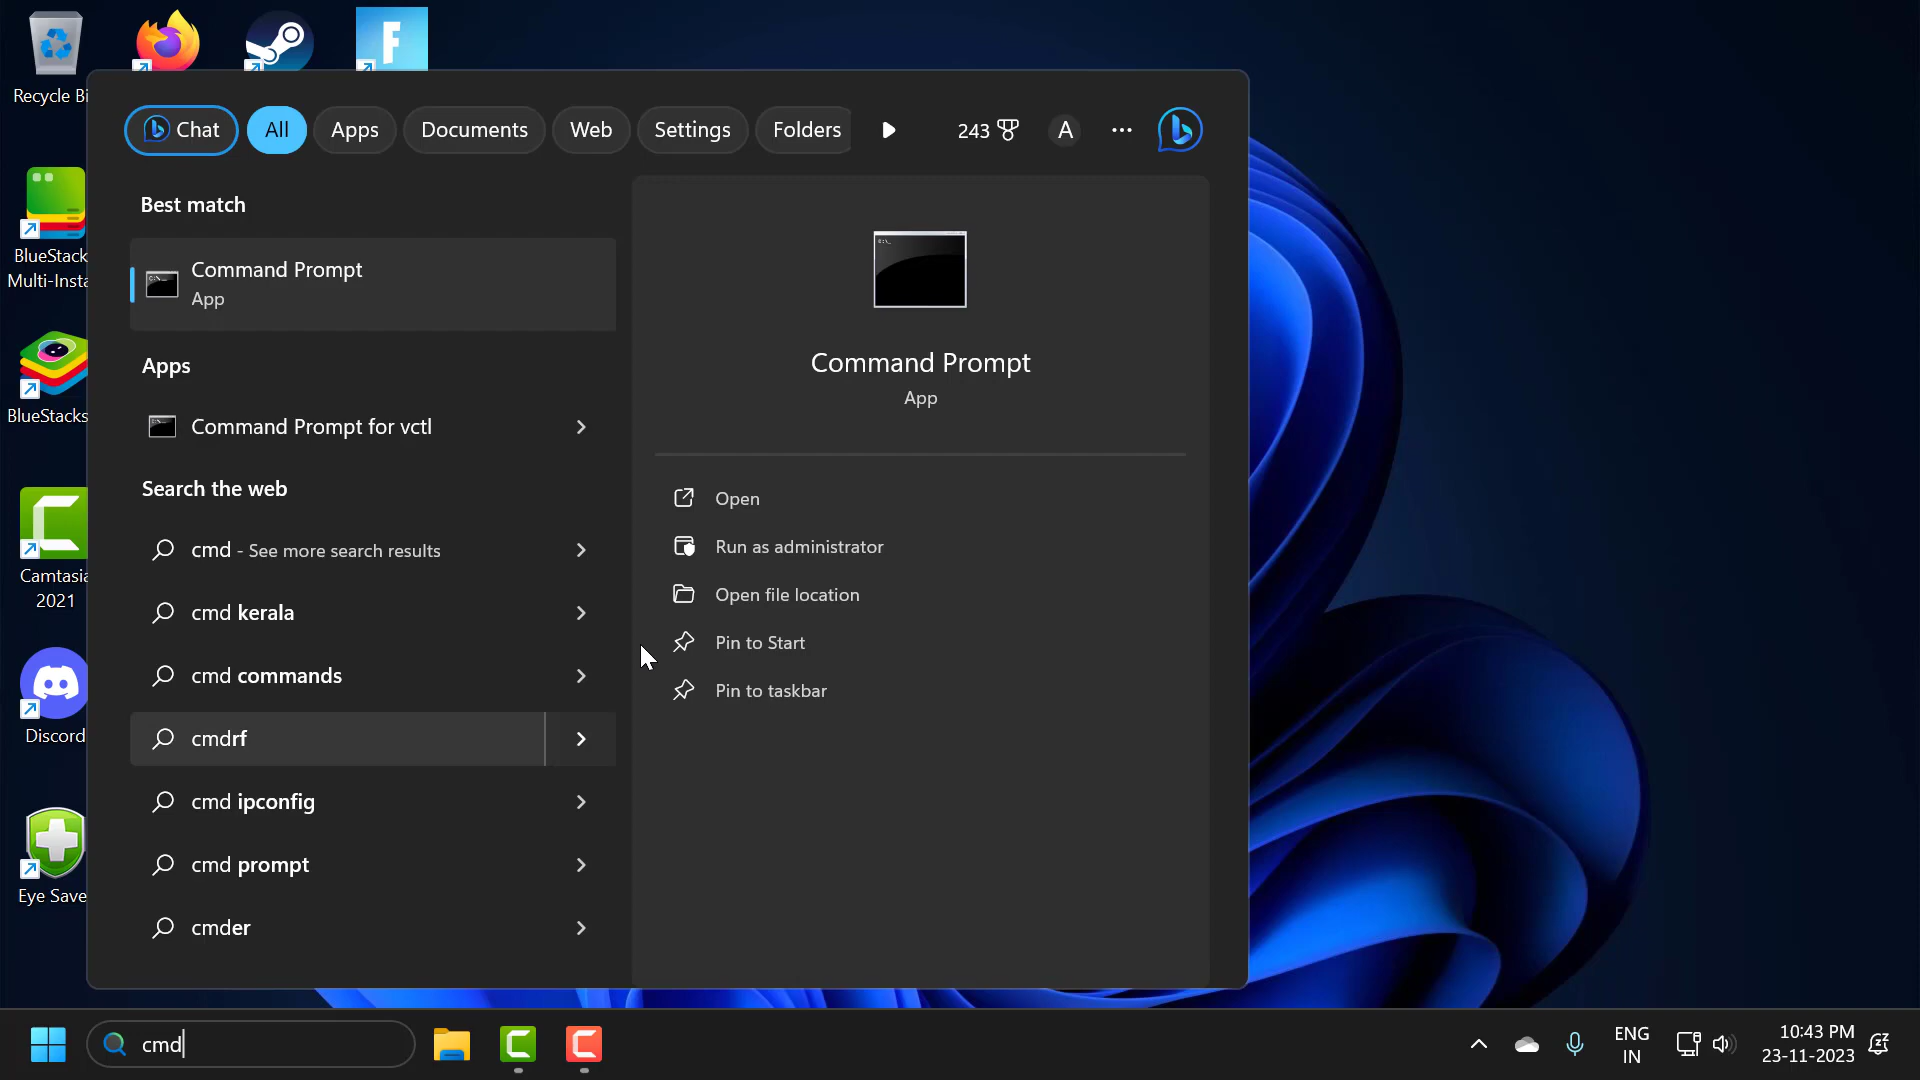 Recycle Bi
Chat
All
Apps
Documents
Web
Settings
Folders
243
A
Best match
Command Prompt
App
Apps
Command Prompt for vctl
Search the web
cmd - See more search results
cmd kerala
cmd commands
cmdrf
cmd ipconfig
cmd prompt
cmder
Command Prompt
App
Open
Run as administrator
Open file location
Pin to Start
Pin to taskbar
BlueStack
Multi-Insta
BlueStacks
Camtasia
2021
Discord
Eye Save
cmd
ENG
IN
10:43 PM
23-11-2023